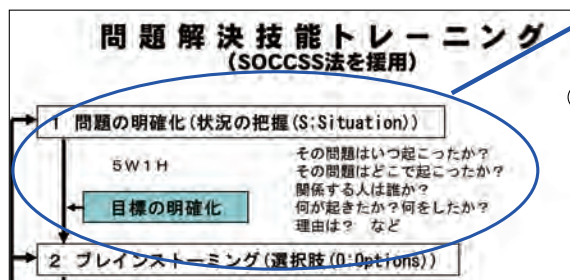 問題解決技能トレーニング
(SOCCSS法を援用)
1 問題の明確化(状況の把握(S:Situation))
5W1H
その問題はいつ起こったか?
その問題はどこで起こったか?
関係する人は誰か?
何が起きたか?何をしたか?
理由は? など
目標の明確化
2 ブレインストーミング(選択肢(O:Options))